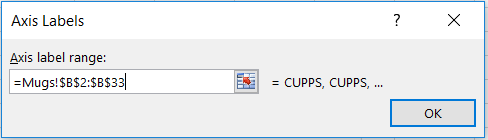 Axis Labels ?
Axis label range:
=Mugs!$B$2:$B$33 = CUPPS, CUPPS, ...
OK